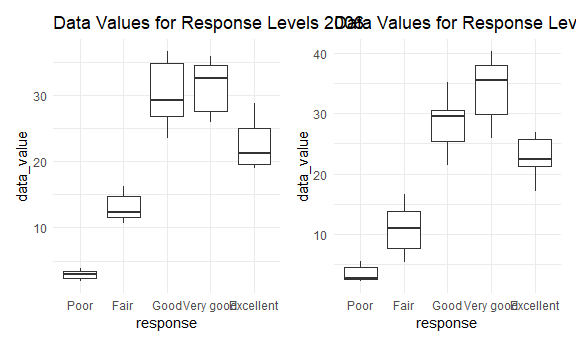 Data Values for Response Levels 2006
Data Values for Response Lev
data_value
30
20
10
Poor Fair Good Very good Excellent
response
data_value
40
30
20
10
Poor Fair Good Very good Excellent
response